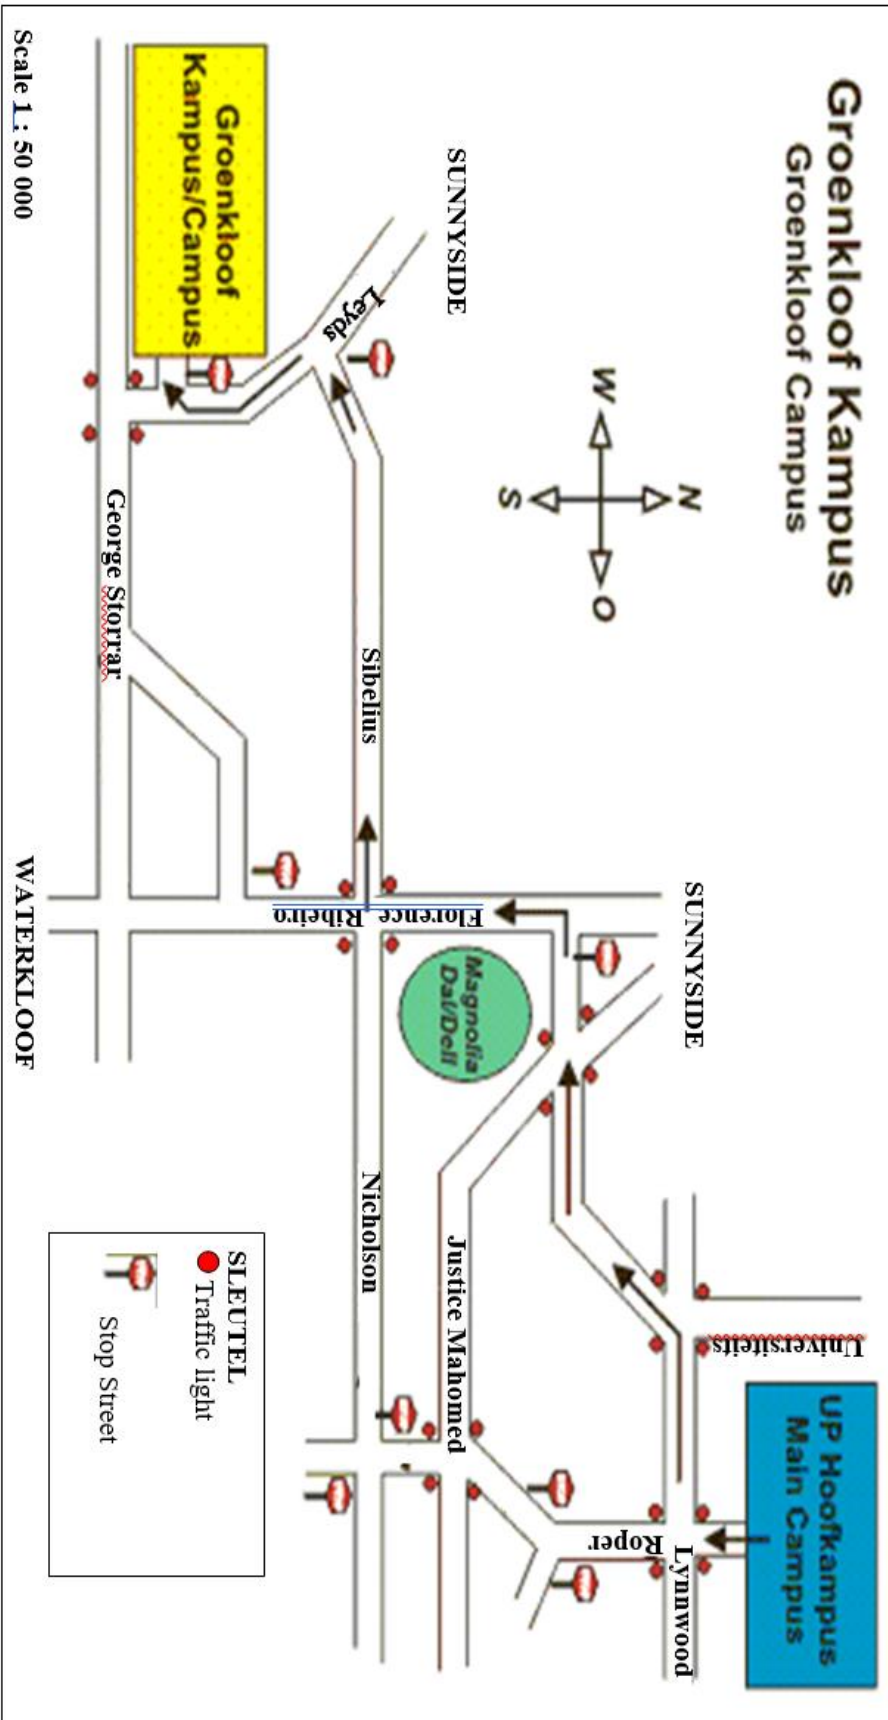 Groenkloof Kampus
Groenkloof Campus
N
W
O
S
SUNNYSIDE
SUNNYSIDE
UP Hoofkampus
Main Campus
Universiteits
Lynnwood
Roper
Magnolia
Dal/Dell
Florence Ribeiro
Justice Mahomed
Leyds
Sibelius
Nicholson
Groenkloof
Kampus/Campus
George Storrar
SLEUTEL
Traffic light
Stop Street
Scale 1 : 50 000
WATERKLOOF